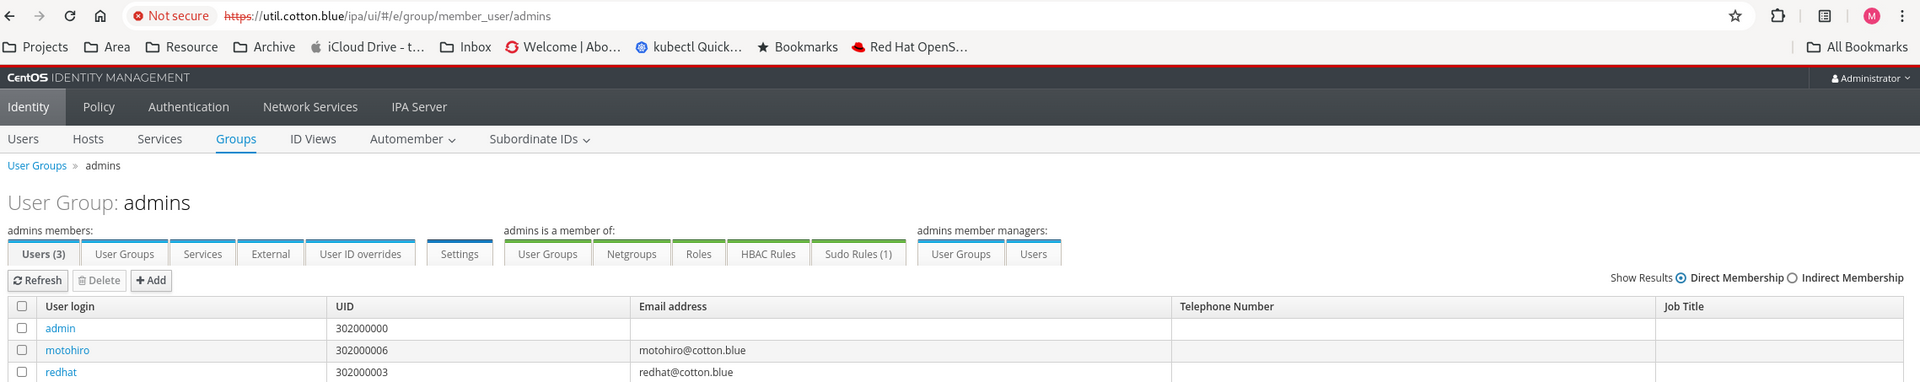 Not secure https://util.cotton.blue/ipa/ui/#/e/group/member_user/admins M
Projects Area Resource Archive iCloud Drive - t... Inbox Welcome | Abo... kubectl Quick... Bookmarks Red Hat OpenS... All Bookmarks
CentOS IDENTITY MANAGEMENT Administrator
Identity Policy Authentication Network Services IPA Server
Users Hosts Services Groups ID Views Automember Subordinate IDs
User Groups » admins
User Group: admins
admins members: admins is a member of: admins member managers:
Users (3) User Groups Services External User ID overrides Settings User Groups Netgroups Roles HBAC Rules Sudo Rules (1) User Groups Users
Refresh Delete Add Show Results Direct Membership Indirect Membership
User login UID Email address Telephone Number Job Title
admin 302000000
motohiro 302000006 motohiro@cotton.blue
redhat 302000003 redhat@cotton.blue